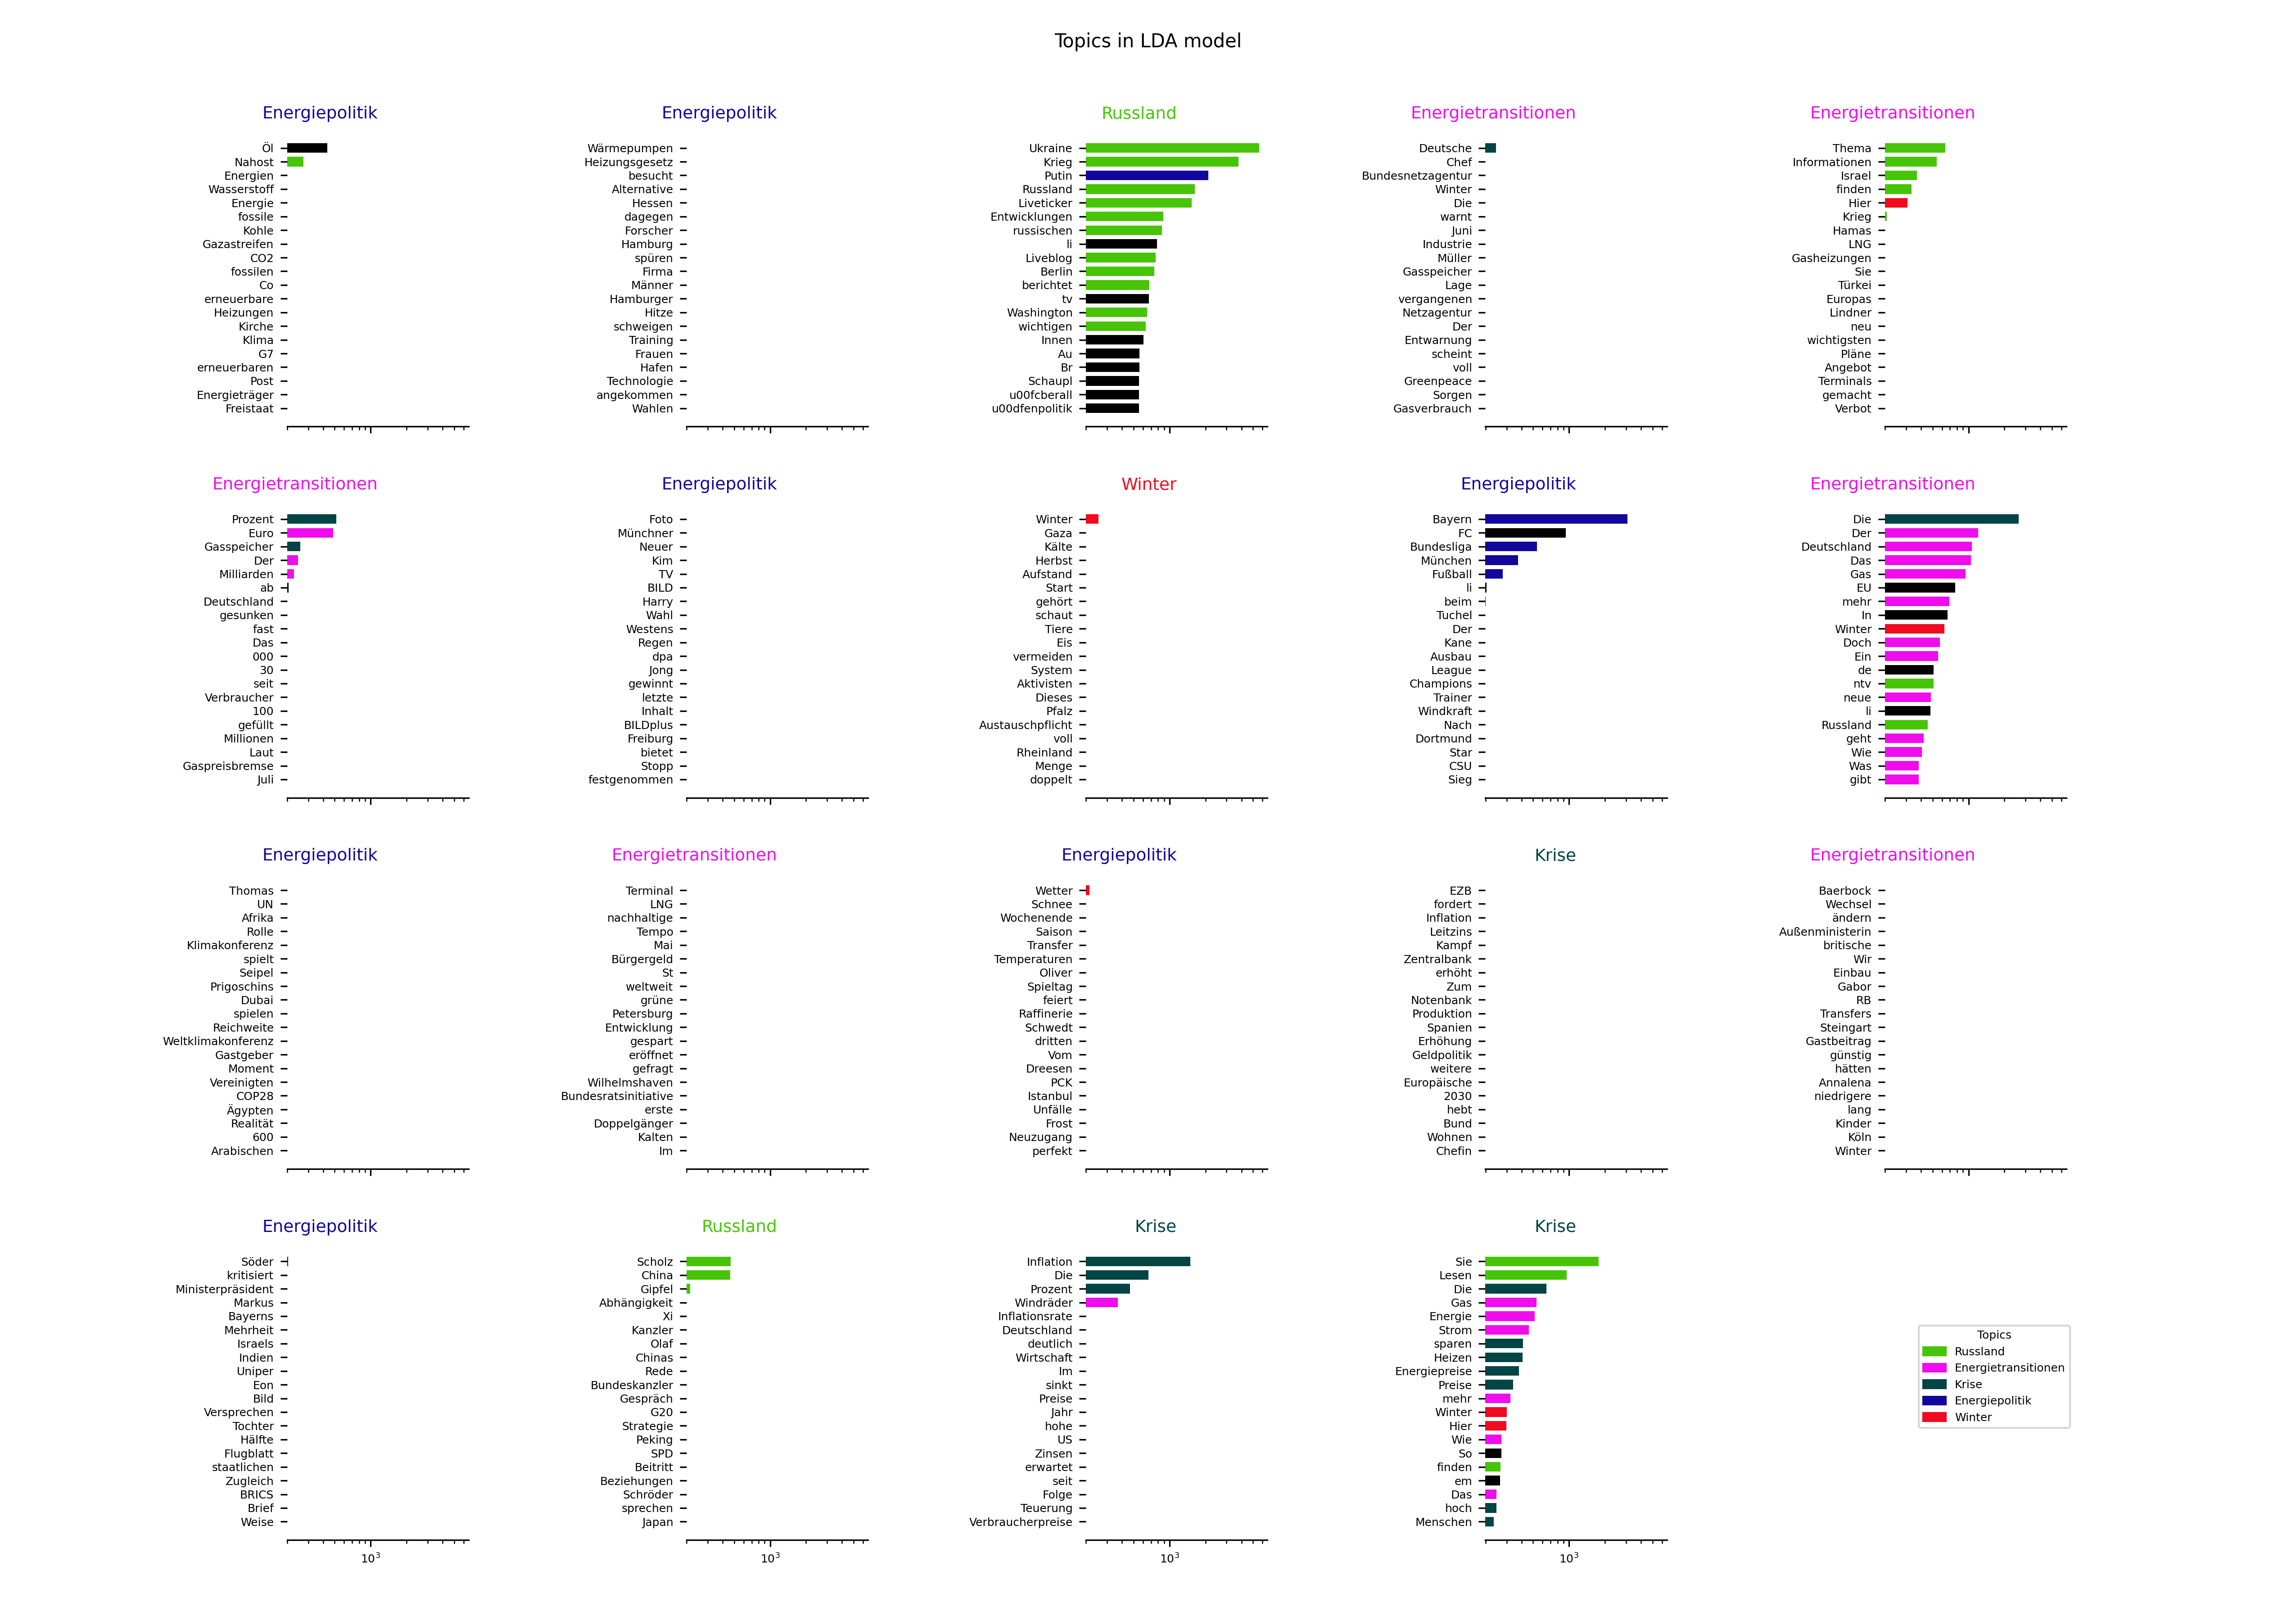 Topics in LDA model
Energiepolitik
Öl
Nahost
Energien
Wasserstoff
Energie
fossile
Kohle
Gazastreifen
CO2
fossilen
Co
erneuerbare
Heizungen
Kirche
Klima
G7
erneuerbaren
Post
Energieträger
Freistaat
Energiepolitik
Wärmepumpen
Heizungsgesetz
besucht
Alternative
Hessen
dagegen
Forscher
Hamburg
spüren
Firma
Männer
Hamburger
Hitze
schweigen
Training
Frauen
Hafen
Technologie
angekommen
Wahlen
Russland
Ukraine
Krieg
Putin
Russland
Liveticker
Entwicklungen
russischen
li
Liveblog
Berlin
berichtet
tv
Washington
wichtigen
Innen
Au
Br
Schaupl
u00fcberall
u00dfenpolitik
Energietransitionen
Deutsche
Chef
Bundesnetzagentur
Winter
Die
warnt
Juni
Industrie
Müller
Gasspeicher
Lage
vergangenen
Netzagentur
Der
Entwarnung
scheint
voll
Greenpeace
Sorgen
Gasverbrauch
Energietransitionen
Thema
Informationen
Israel
finden
Hier
Krieg
Hamas
LNG
Gasheizungen
Sie
Türkei
Europas
Lindner
neu
wichtigsten
Pläne
Angebot
Terminals
gemacht
Verbot
Energietransitionen
Prozent
Euro
Gasspeicher
Der
Milliarden
ab
Deutschland
gesunken
fast
Das
000
30
seit
Verbraucher
100
gefüllt
Millionen
Laut
Gaspreisbremse
Juli
Energiepolitik
Foto
Münchner
Neuer
Kim
TV
BILD
Harry
Wahl
Westens
Regen
dpa
Jong
gewinnt
letzte
Inhalt
BILDplus
Freiburg
bietet
Stopp
festgenommen
Winter
Winter
Gaza
Kälte
Herbst
Aufstand
Start
gehört
schaut
Tiere
Eis
vermeiden
System
Aktivisten
Dieses
Pfalz
Austauschpflicht
voll
Rheinland
Menge
doppelt
Energiepolitik
Bayern
FC
Bundesliga
München
Fußball
li
beim
Tuchel
Der
Kane
Ausbau
League
Champions
Trainer
Windkraft
Nach
Dortmund
Star
CSU
Sieg
Energietransitionen
Die
Der
Deutschland
Das
Gas
EU
mehr
In
Winter
Doch
Ein
de
ntv
neue
li
Russland
geht
Wie
Was
gibt
Energiepolitik
Thomas
UN
Afrika
Rolle
Klimakonferenz
spielt
Seipel
Prigoschins
Dubai
spielen
Reichweite
Weltklimakonferenz
Gastgeber
Moment
Vereinigten
COP28
Ägypten
Realität
600
Arabischen
Energietransitionen
Terminal
LNG
nachhaltige
Tempo
Mai
Bürgergeld
St
weltweit
grüne
Petersburg
Entwicklung
gespart
eröffnet
gefragt
Wilhelmshaven
Bundesratsinitiative
erste
Doppelgänger
Kalten
Im
Energiepolitik
Wetter
Schnee
Wochenende
Saison
Transfer
Temperaturen
Oliver
Spieltag
feiert
Raffinerie
Schwedt
dritten
Vom
Dreesen
PCK
Istanbul
Unfälle
Frost
Neuzugang
perfekt
Krise
EZB
fordert
Inflation
Leitzins
Kampf
Zentralbank
erhöht
Zum
Notenbank
Produktion
Spanien
Erhöhung
Geldpolitik
weitere
Europäische
2030
hebt
Bund
Wohnen
Chefin
Energietransitionen
Baerbock
Wechsel
ändern
Außenministerin
britische
Wir
Einbau
Gabor
RB
Transfers
Steingart
Gastbeitrag
günstig
hätten
Annalena
niedrigere
lang
Kinder
Köln
Winter
Energiepolitik
Söder
kritisiert
Ministerpräsident
Markus
Bayerns
Mehrheit
Israels
Indien
Uniper
Eon
Bild
Versprechen
Tochter
Hälfte
Flugblatt
staatlichen
Zugleich
BRICS
Brief
Weise
10³
Russland
Scholz
China
Gipfel
Abhängigkeit
Xi
Kanzler
Olaf
Chinas
Rede
Bundeskanzler
Gespräch
G20
Strategie
Peking
SPD
Beitritt
Beziehungen
Schröder
sprechen
Japan
10³
Krise
Inflation
Die
Prozent
Windräder
Inflationsrate
Deutschland
deutlich
Wirtschaft
Im
sinkt
Preise
Jahr
hohe
US
Zinsen
erwartet
seit
Folge
Teuerung
Verbraucherpreise
10³
Krise
Sie
Lesen
Die
Gas
Energie
Strom
sparen
Heizen
Energiepreise
Preise
mehr
Winter
Hier
Wie
So
finden
em
Das
hoch
Menschen
10³
Topics
Russland
Energietransitionen
Krise
Energiepolitik
Winter